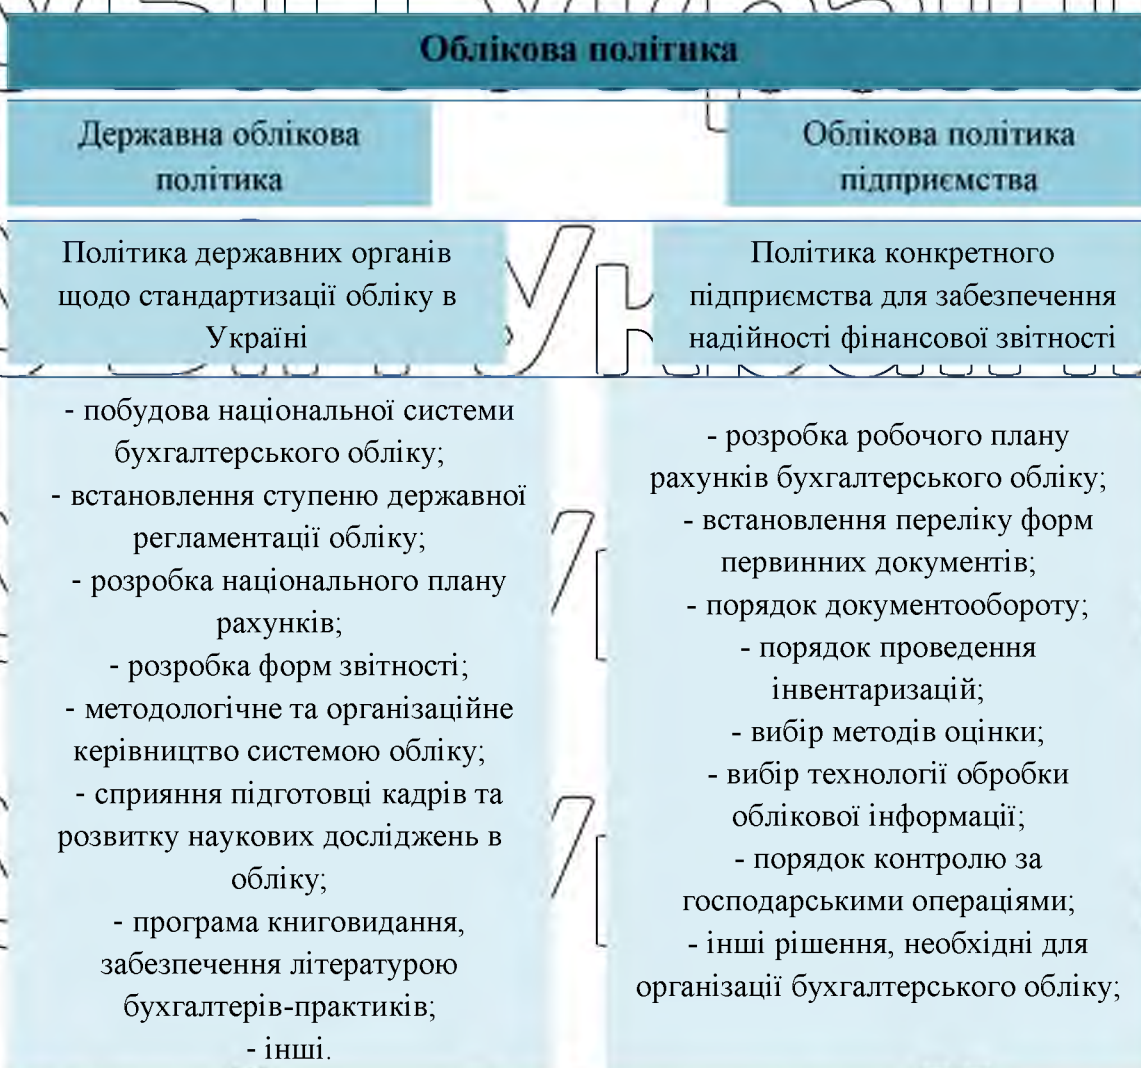 Облікова політика
Державна облікова
політика
Облікова політика
підприємства
Політика державних органів
щодо стандартизації обліку в
Україні
Політика конкретного
підприємства для забезпечення
надійності фінансової звітності
- побудова національної системи
бухгалтерського обліку;
- встановлення ступеню державної
регламентації обліку;
- розробка національного плану
рахунків;
- розробка форм звітності;
- методологічне та організаційне
керівництво системою обліку;
- сприяння підготовці кадрів та
розвитку наукових досліджень в
обліку;
- програма книговидання,
забезпечення літературою
бухгалтерів-практиків;
- інші.
- розробка робочого плану
рахунків бухгалтерського обліку;
- встановлення переліку форм
первинних документів;
- порядок документообороту;
- порядок проведення
інвентаризацій;
- вибір методів оцінки;
- вибір технології обробки
облікової інформації;
- порядок контролю за
господарськими операціями;
- інші рішення, необхідні для
організації бухгалтерського обліку;